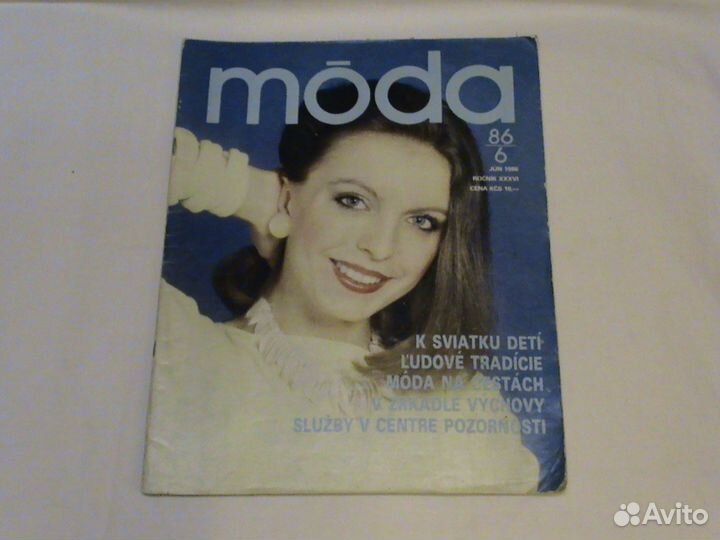 móda
86
6
JÚN 1986
ROČNÍK XXXVI
CENA KČS 10,—
K SVIATKU DETÍ
ĽUDOVÉ TRADÍCIE
MÓDA NA CESTÁCH
V ZRKADLE VÝCHOVY
SLUŽBY V CENTRE POZORNOSTI
Avito